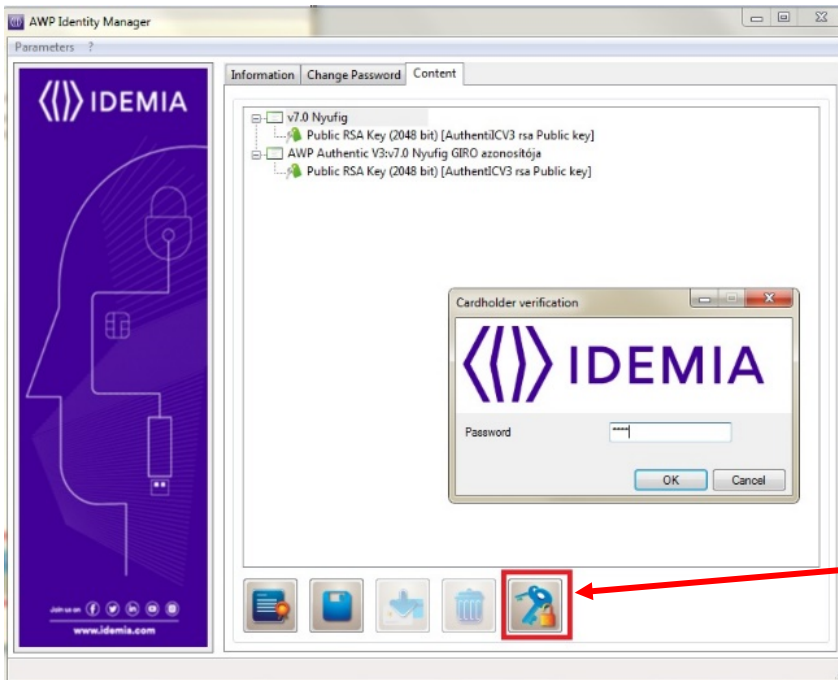 AWP Identity Manager
Parameters ?
IDEMIA
Join us on
www.idemia.com
Information Change Password Content
v7.0 Nyufig
Public RSA Key (2048 bit) [AuthentiCV3 rsa Public key]
AWP Authentic V3:v7.0 Nyufig GIRO azonosítója
Public RSA Key (2048 bit) [AuthentICV3 rsa Public key]
Cardholder verification
IDEMIA
Password ****
OK Cancel